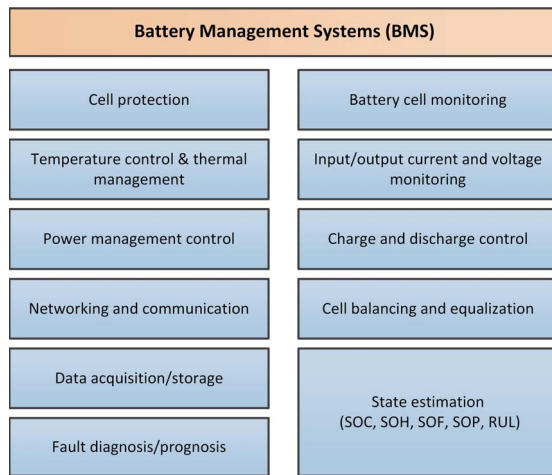 Battery Management Systems (BMS)
Cell protection
Battery cell monitoring
Temperature control & thermal
management
Input/output current and voltage
monitoring
Power management control
Charge and discharge control
Networking and communication
Cell balancing and equalization
Data acquisition/storage
State estimation
(SOC, SOH, SOF, SOP, RUL)
Fault diagnosis/prognosis